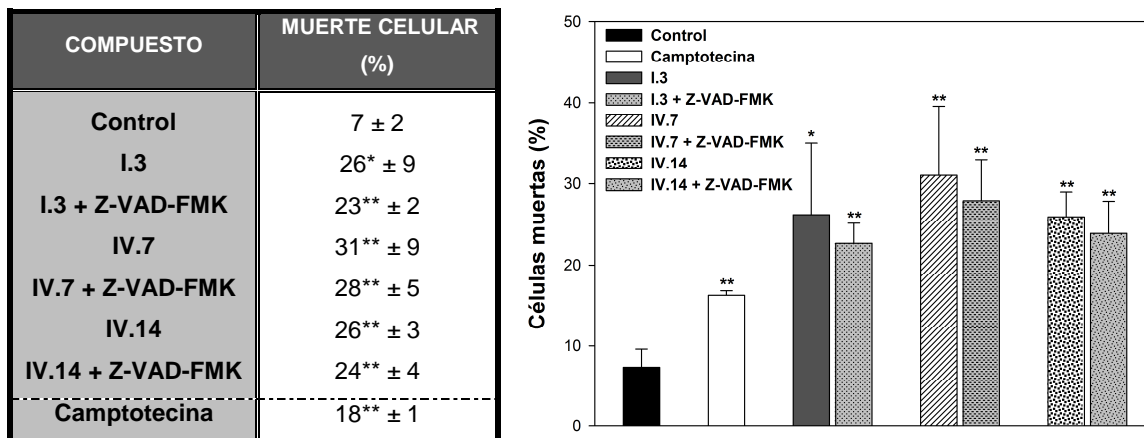 COMPUESTO MUERTE CELULAR (%)
Control 7 ± 2
I.3 26* ± 9
I.3 + Z-VAD-FMK 23** ± 2
IV.7 31** ± 9
IV.7 + Z-VAD-FMK 28** ± 5
IV.14 26** ± 3
IV.14 + Z-VAD-FMK 24** ± 4
Camptotecina 18** ± 1
Células muertas (%)
50
40
30
20
10
0
Control
Camptotecina
I.3
I.3 + Z-VAD-FMK
IV.7
IV.7 + Z-VAD-FMK
IV.14
IV.14 + Z-VAD-FMK
**
*
**
**
**
**
**